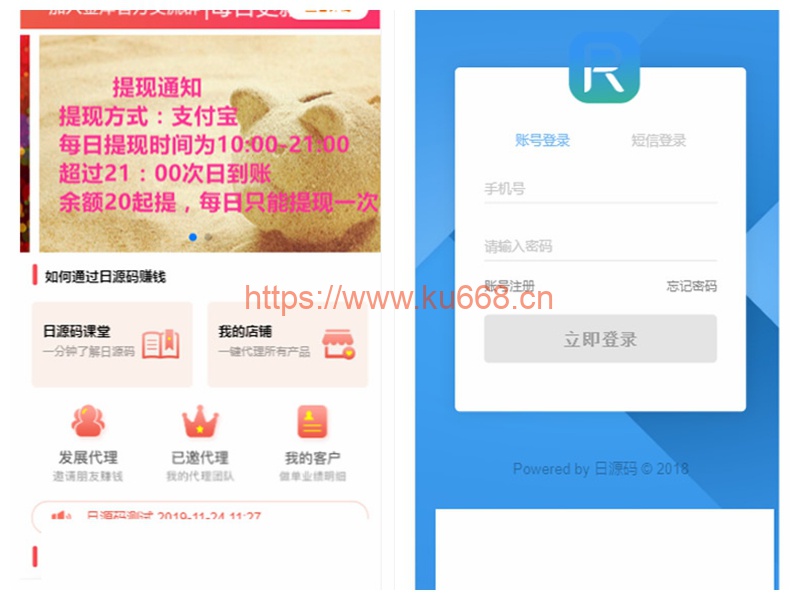 提现通知
提现方式：支付宝
每日提现时间为10:00-21:00
超过21：00次日到账
余额20起提，每日只能提现一次
如何通过日源码赚钱
日源码课堂
一分钟了解日源码
我的店铺
一键代理所有产品
发展代理
邀请朋友赚钱
已邀代理
我的代理团队
我的客户
做单业绩明细
日源码测试 2019-11-24 11:27
账号登录
短信登录
手机号
请输入密码
账号注册
忘记密码
立即登录
Powered by 日源码 © 2018
https://www.ku668.cn